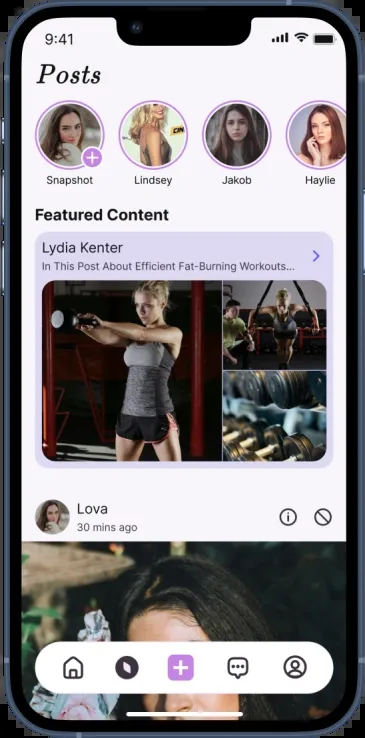 9:41
Posts
Snapshot
Lindsey
Jakob
Haylie
Featured Content
Lydia Kenter
In This Post About Efficient Fat-Burning Workouts...
Lova
30 mins ago